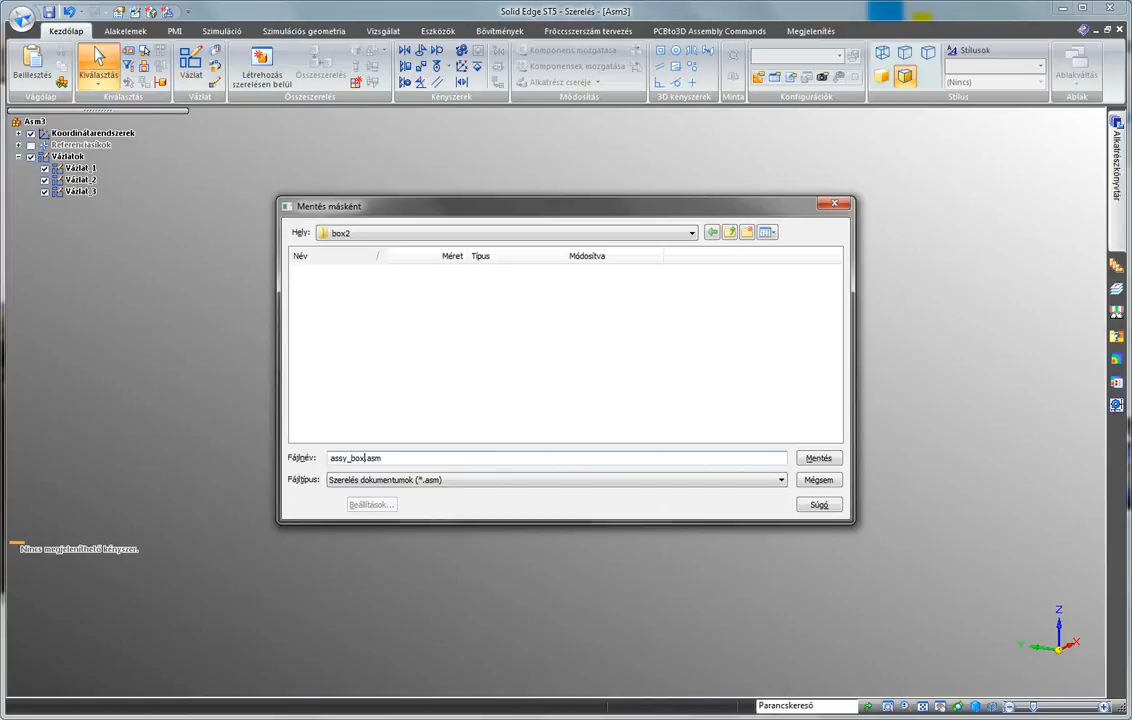 Solid Edge ST5 - Szerelés - [Asm3]
Kezdőlap Alakelemek PMI Szimuláció Szimulációs geometria Vizsgálat Eszközök Bővítmények Fröccsszerszám tervezés PCBto3D Assembly Commands Megjelenítés
Beillesztés
Kiválasztás
Vázlat
Létrehozás
szerelésen belül
Összeszerelés
Komponens mozgatása
Komponensek mozgatása
Alkatrész cseréje
Stílusok
(Nincs)
Ablakváltás
Vágólap Kiválasztás Vázlat Összeszerelés Kényszerek Módosítás 3D kényszerek Minta Konfigurációk Stílus Ablak
Asm3
Koordinátarendszerek
Referenciasíkok
Vázlatok
Vázlat_1
Vázlat_2
Vázlat_3
Alkatrészkönyvtár
Mentés másként
Hely: box2
Név Méret Típus Módosítva
Fájlnév: assy_box.asm Mentés
Fájltípus: Szerelés dokumentumok (*.asm) Mégsem
Beállítások... Súgó
Nincs megjeleníthető kényszer.
Z
Y
X
Parancskereső